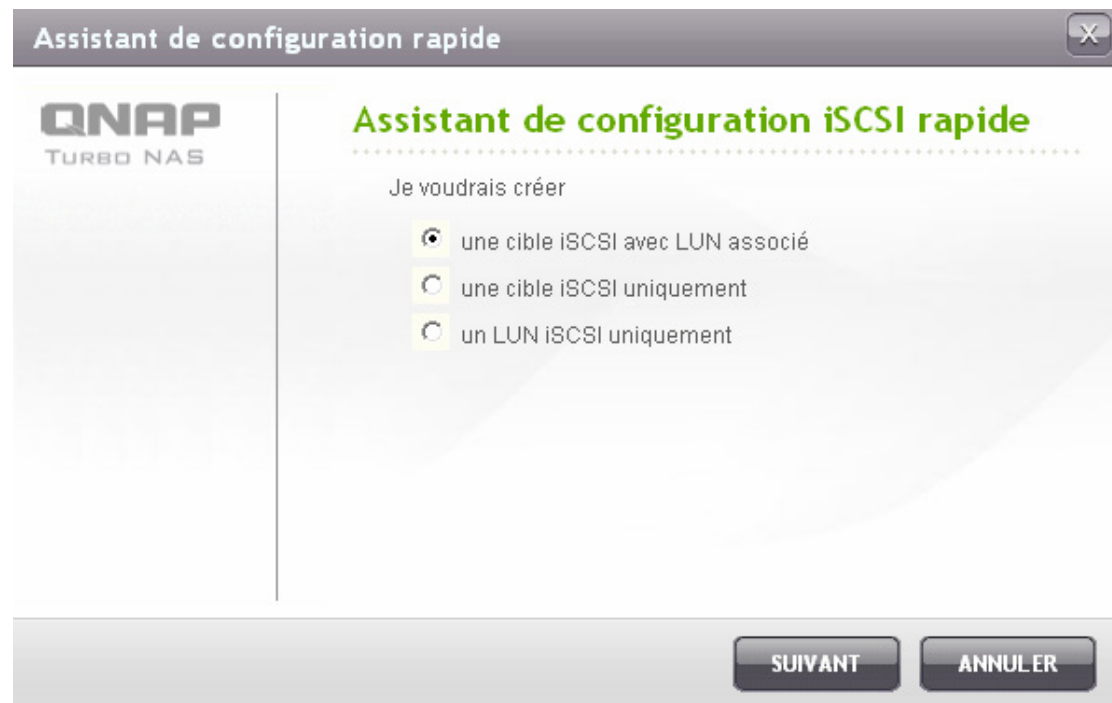 Assistant de configuration rapide
X
QNAP
TURBO NAS
Assistant de configuration iSCSI rapide
Je voudrais créer
une cible iSCSI avec LUN associé
une cible iSCSI uniquement
un LUN iSCSI uniquement
SUIVANT
ANNULER